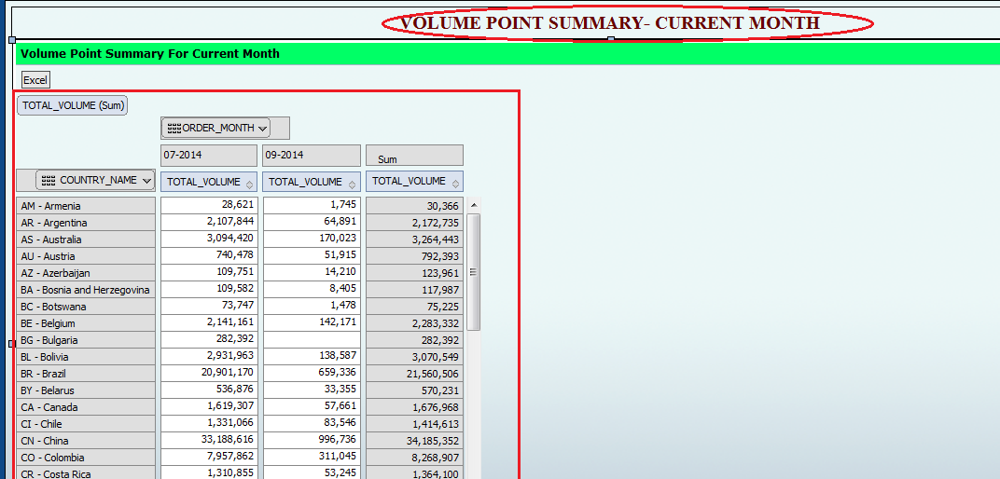 VOLUME POINT SUMMARY- CURRENT MONTH
Volume Point Summary For Current Month
Excel
TOTAL_VOLUME (Sum)
ORDER_MONTH
07-2014 09-2014 Sum
COUNTRY_NAME TOTAL_VOLUME TOTAL_VOLUME TOTAL_VOLUME
AM - Armenia 28,621 1,745 30,366
AR - Argentina 2,107,844 64,891 2,172,735
AS - Australia 3,094,420 170,023 3,264,443
AU - Austria 740,478 51,915 792,393
AZ - Azerbaijan 109,751 14,210 123,961
BA - Bosnia and Herzegovina 109,582 8,405 117,987
BC - Botswana 73,747 1,478 75,225
BE - Belgium 2,141,161 142,171 2,283,332
BG - Bulgaria 282,392 282,392
BL - Bolivia 2,931,963 138,587 3,070,549
BR - Brazil 20,901,170 659,336 21,560,506
BY - Belarus 536,876 33,355 570,231
CA - Canada 1,619,307 57,661 1,676,968
CI - Chile 1,331,066 83,546 1,414,613
CN - China 33,188,616 996,736 34,185,352
CO - Colombia 7,957,862 311,045 8,268,907
CR - Costa Rica 1,310,855 53,245 1,364,100